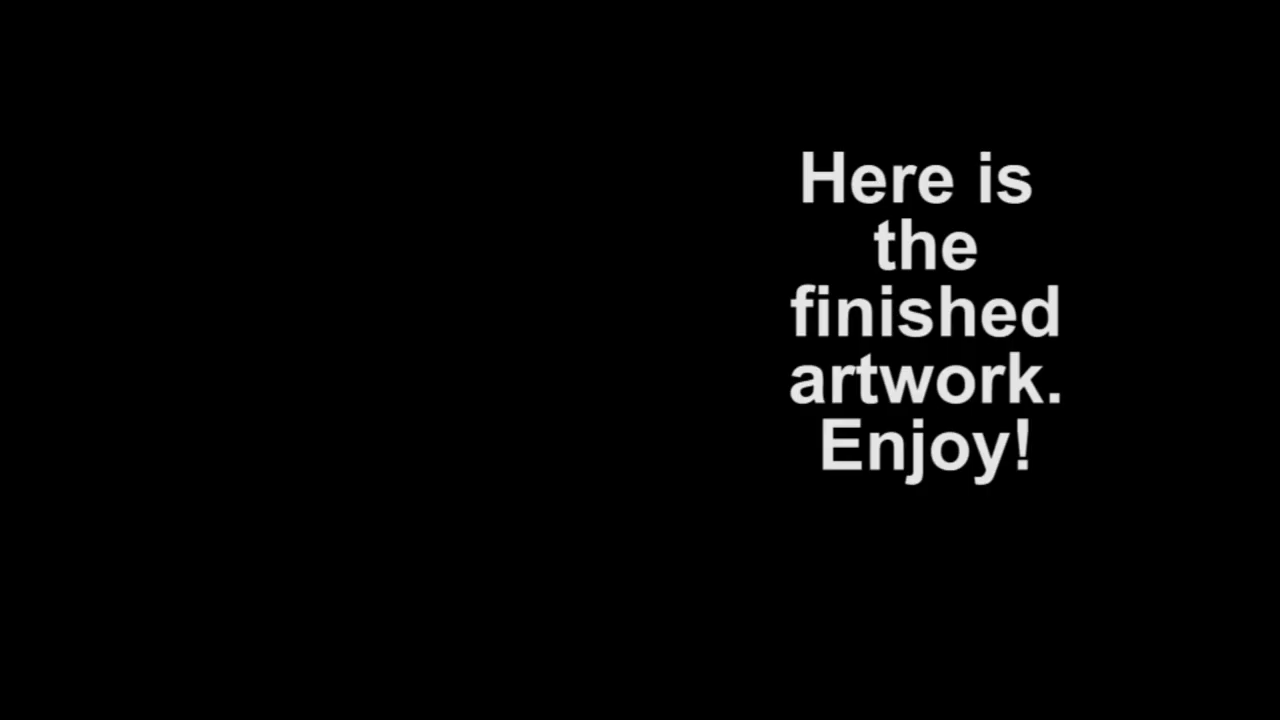 Here is
the
finished
artwork.
Enjoy!